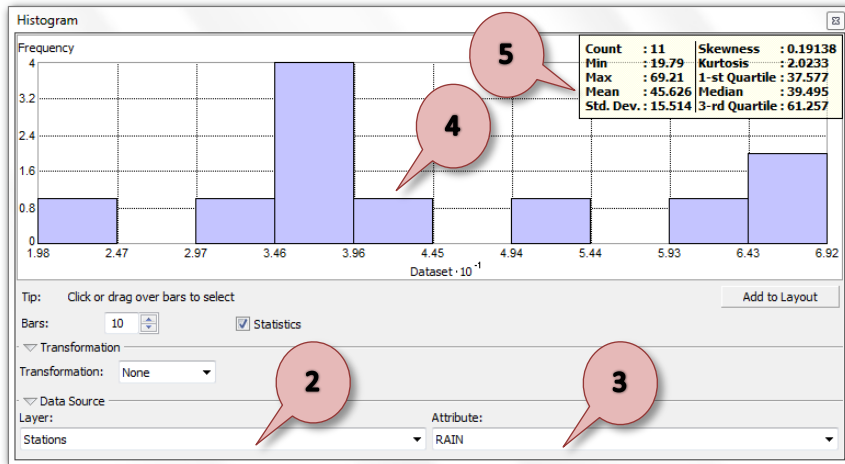 Histogram
Frequency
5
Count : 11 Skewness : 0.19138
Min : 19.79 Kurtosis : 2.0233
Max : 69.21 1-st Quartile : 37.577
Mean : 45.626 Median : 39.495
Std. Dev. : 15.514 3-rd Quartile : 61.257
4
3.2
2.4
1.6
0.8
0
4
1.98 2.47 2.97 3.46 3.96 4.45 4.94 5.44 5.93 6.43 6.92
Dataset · 10 -1
Tip: Click or drag over bars to select
Add to Layout
Bars: 10 Statistics
Transformation
Transformation: None
2
3
Data Source
Layer: Attribute:
Stations RAIN